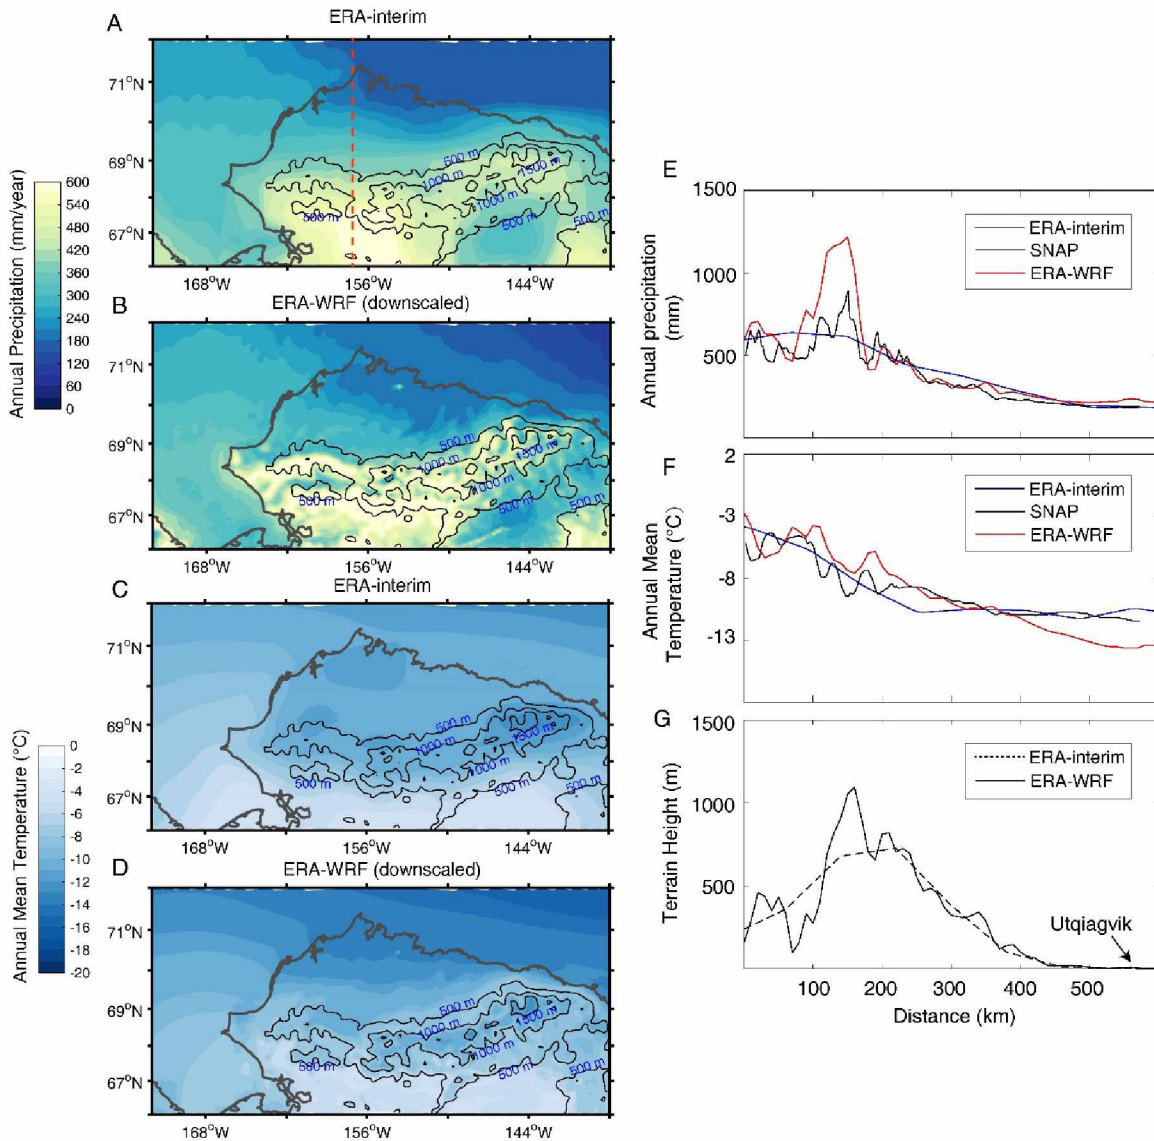 A
ERA-interim
71°N
69°N
67°N
500 m
1000 m
1500 m
1000 m
500 m
500 m
500 m
168°W
156°W
144°W
Annual Precipitation (mm/year)
600
540
480
420
360
300
240
180
120
60
0
B
ERA-WRF (downscaled)
71°N
69°N
67°N
500 m
1000 m
1500 m
1000 m
500 m
500 m
500 m
168°W
156°W
144°W
C
ERA-interim
71°N
69°N
67°N
500 m
1000 m
1500 m
1000 m
500 m
500 m
500 m
168°W
156°W
144°W
Annual Mean Temperature (°C)
0
-2
-4
-6
-8
-10
-12
-14
-16
-18
-20
D
ERA-WRF (downscaled)
71°N
69°N
67°N
500 m
1000 m
1500 m
1000 m
500 m
500 m
500 m
168°W
156°W
144°W
E
1500
1000
500
Annual precipitation
(mm)
ERA-interim
SNAP
ERA-WRF
F
2
-3
-8
-13
Annual Mean
Temperature (°C)
ERA-interim
SNAP
ERA-WRF
G
1500
1000
500
Terrain Height (m)
ERA-interim
ERA-WRF
Utqiagvik
100
200
300
400
500
Distance (km)